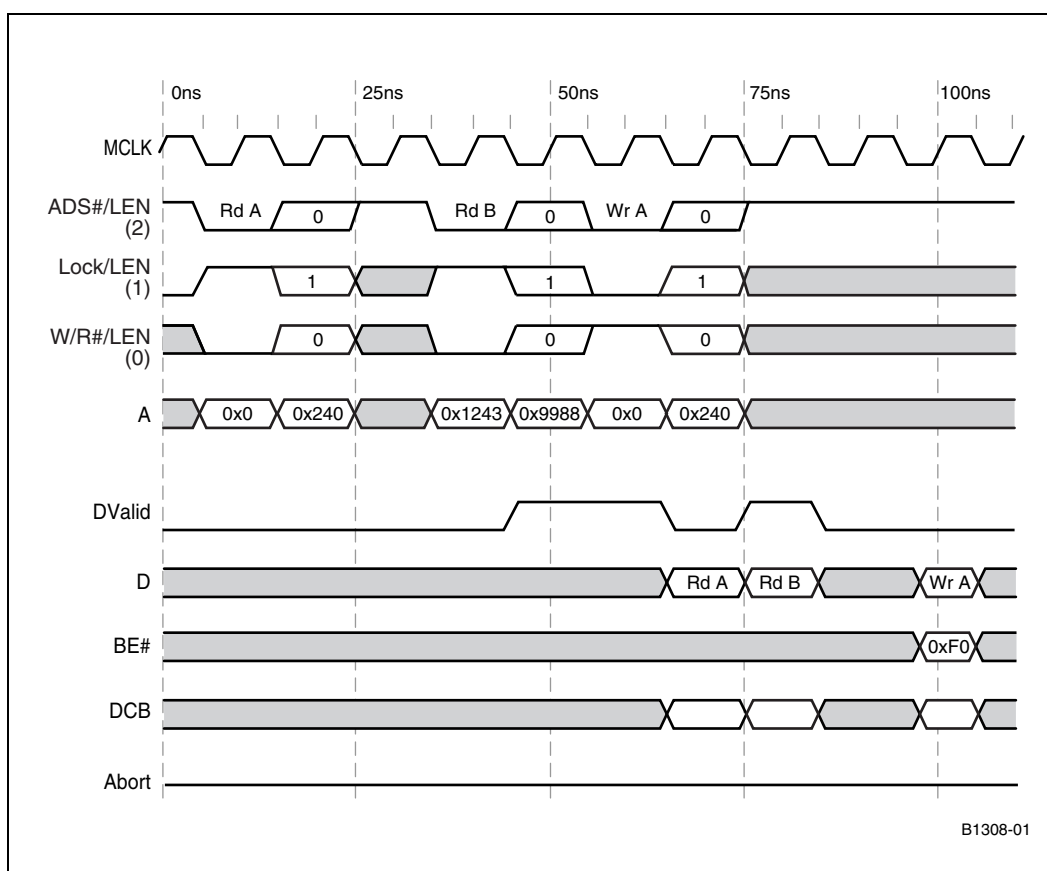 0ns 25ns 50ns 75ns 100ns
MCLK
ADS#/LEN
(2)
Rd A 0 Rd B 0 Wr A 0
Lock/LEN
(1)
1 1 1
W/R#/LEN
(0)
0 0 0
A 0x0 0x240 0x1243 0x9988 0x0 0x240
DValid
D Rd A Rd B Wr A
BE# 0xF0
DCB
Abort
B1308-01